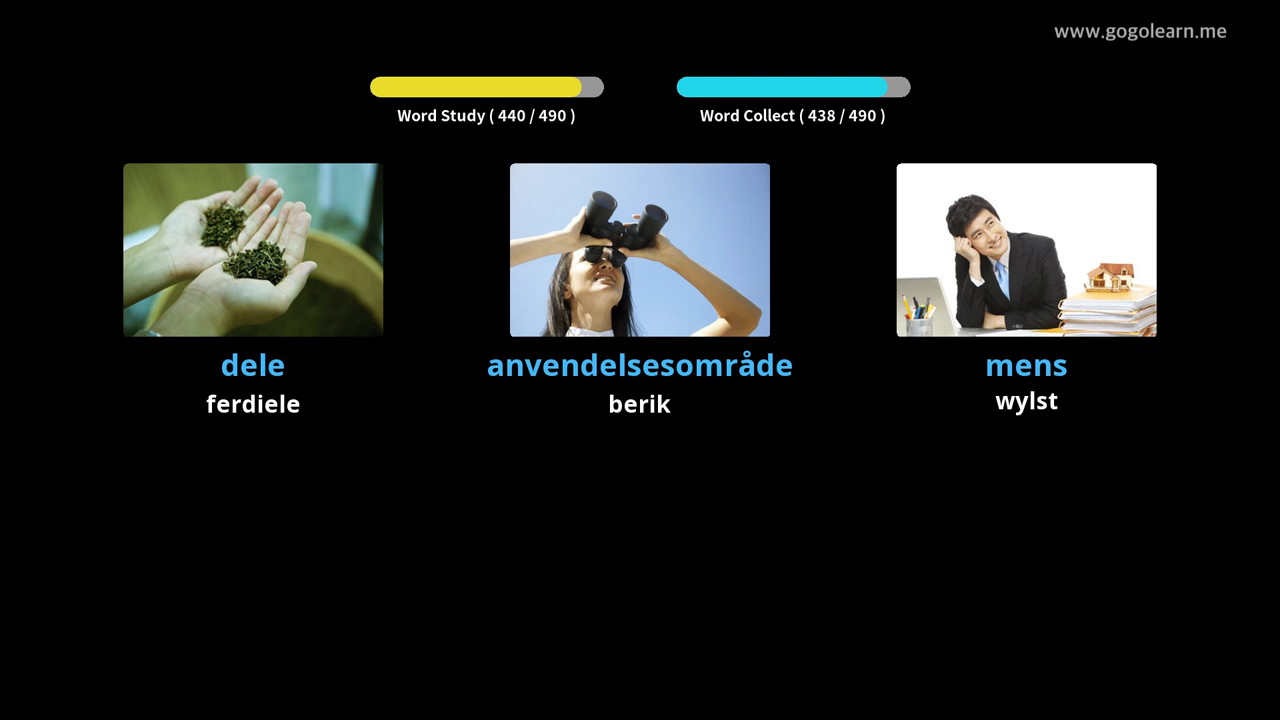 www.gogolearn.me
Word Study ( 440 / 490 )
Word Collect ( 438 / 490 )
dele
ferdiele
anvendelsesområde
berik
mens
wylst